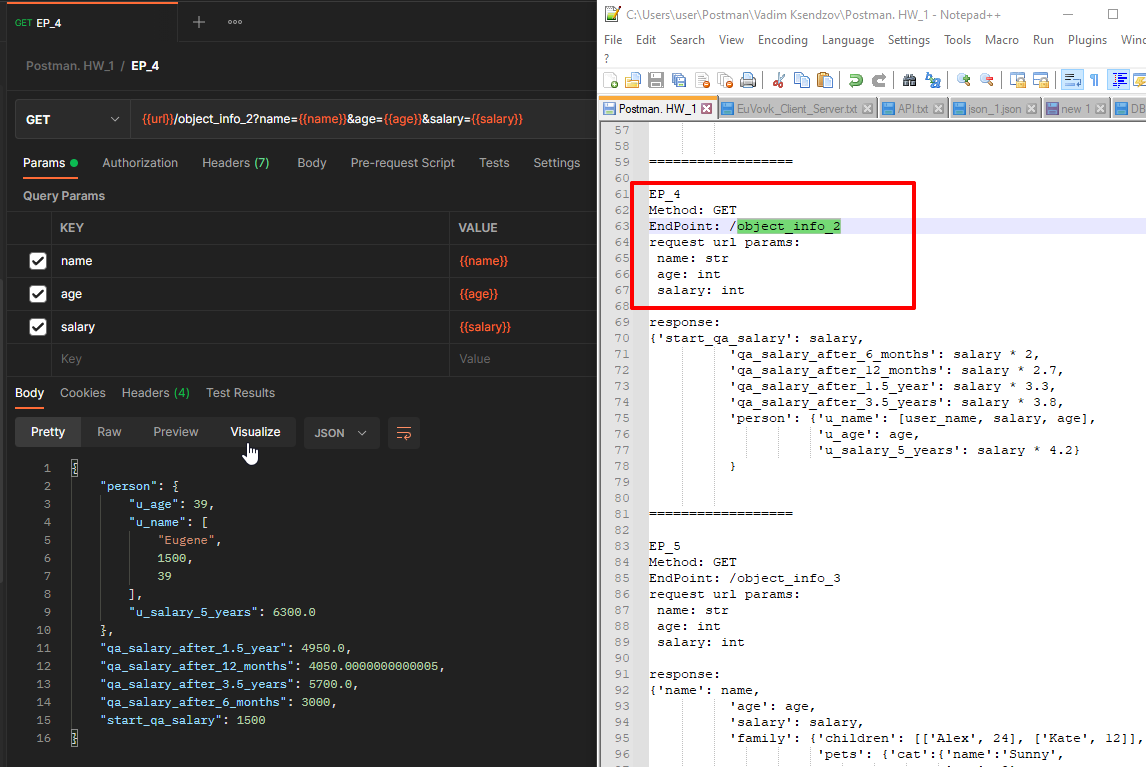 GET EP_4
+
Postman. HW_1 / EP_4
GET
{{url}}/object_info_2?name={{name}}&age={{age}}&salary={{salary}}
Params Authorization Headers (7) Body Pre-request Script Tests Settings
Query Params
KEY VALUE
name {{name}}
age {{age}}
salary {{salary}}
Key Value
Body Cookies Headers (4) Test Results
Pretty Raw Preview Visualize JSON
1 {
2 "person": {
3 "u_age": 39,
4 "u_name": [
5 "Eugene",
6 1500,
7 39
8 ],
9 "u_salary_5_years": 6300.0
10 },
11 "qa_salary_after_1.5_year": 4950.0,
12 "qa_salary_after_12_months": 4050.0000000000005,
13 "qa_salary_after_3.5_years": 5700.0,
14 "qa_salary_after_6_months": 3000,
15 "start_qa_salary": 1500
16 }
C:\Users\user\Postman\Vadim Ksendzov\Postman. HW_1 - Notepad++
File Edit Search View Encoding Language Settings Tools Macro Run Plugins Wind
?
Postman. HW_1 EuVovk_Client_Server.txt API.txt json_1.json new 1 DB
57
58
59 ==================
60
61 EP_4
62 Method: GET
63 EndPoint: /object_info_2
64 request url params:
65 name: str
66 age: int
67 salary: int
68
69 response:
70 {'start_qa_salary': salary,
71 'qa_salary_after_6_months': salary * 2,
72 'qa_salary_after_12_months': salary * 2.7,
73 'qa_salary_after_1.5_year': salary * 3.3,
74 'qa_salary_after_3.5_years': salary * 3.8,
75 'person': {'u_name': [user_name, salary, age],
76 'u_age': age,
77 'u_salary_5_years': salary * 4.2}
78 }
79
80
81 ==================
82
83 EP_5
84 Method: GET
85 EndPoint: /object_info_3
86 request url params:
87 name: str
88 age: int
89 salary: int
90
91 response:
92 {'name': name,
93 'age': age,
94 'salary': salary,
95 'family': {'children': [['Alex', 24], ['Kate', 12]],
96 'pets': {'cat':{'name':'Sunny',